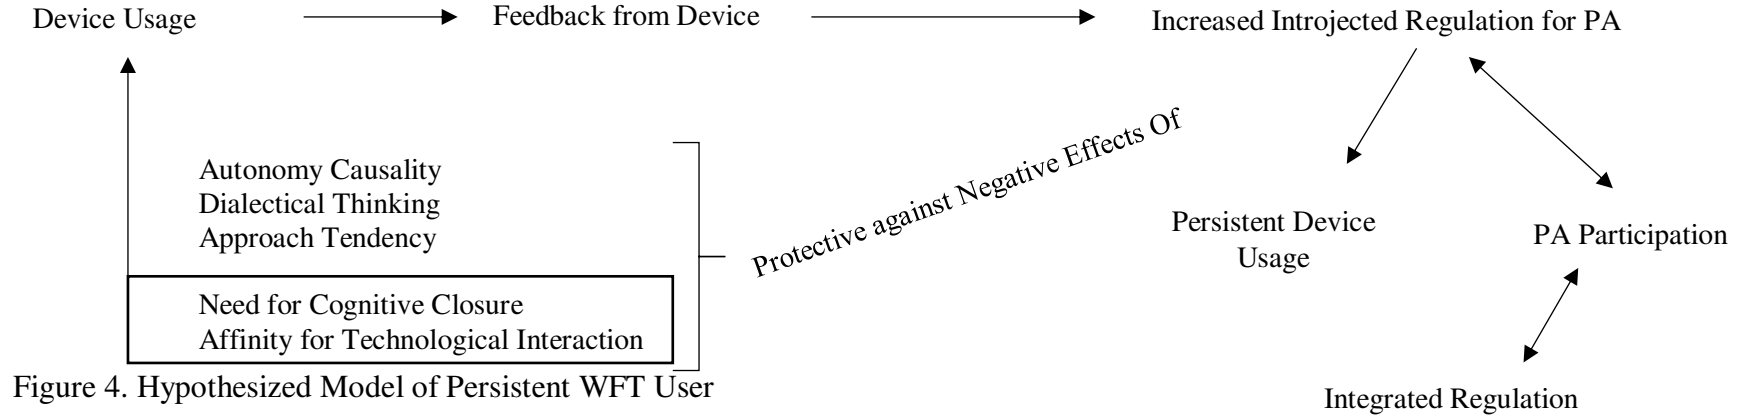 Device Usage
Feedback from Device
Increased Introjected Regulation for PA
Protective against Negative Effects Of
Autonomy Causality
Dialectical Thinking
Approach Tendency
Persistent Device
Usage
PA Participation
Need for Cognitive Closure
Affinity for Technological Interaction
Figure 4. Hypothesized Model of Persistent WFT User
Integrated Regulation